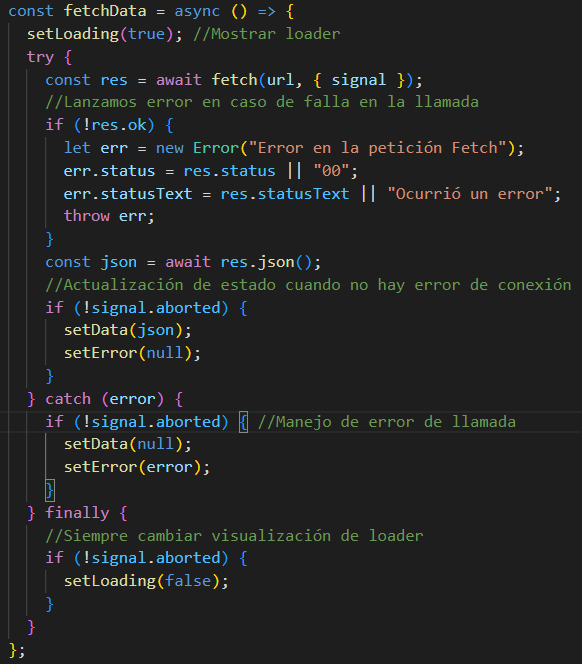 const fetchData = async () => {
setLoading(true); //Mostrar loader
try {
const res = await fetch(url, { signal });
//Lanzamos error en caso de falla en la llamada
if (!res.ok) {
let err = new Error("Error en la petición Fetch");
err.status = res.status || "00";
err.statusText = res.statusText || "Ocurrió un error";
throw err;
}
const json = await res.json();
//Actualización de estado cuando no hay error de conexión
if (!signal.aborted) {
setData(json);
setError(null);
}
} catch (error) {
if (!signal.aborted) { //Manejo de error de llamada
setData(null);
setError(error);
}
} finally {
//Siempre cambiar visualización de loader
if (!signal.aborted) {
setLoading(false);
}
}
};